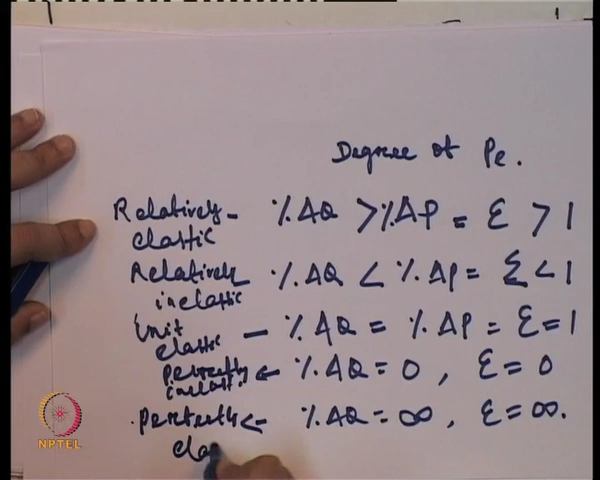 Degree of Pe.
Relatively - %ΔQ > %ΔP = Ɛ > 1
elastic
Relatively - %ΔQ < %ΔP = Ɛ < 1
inelastic
Unit - %ΔQ = %ΔP = Ɛ = 1
elastic
perfectly ← %ΔQ = 0, Ɛ = 0
inelastic
perfectly ← %ΔQ = ∞, Ɛ = ∞.
ela
NPTEL